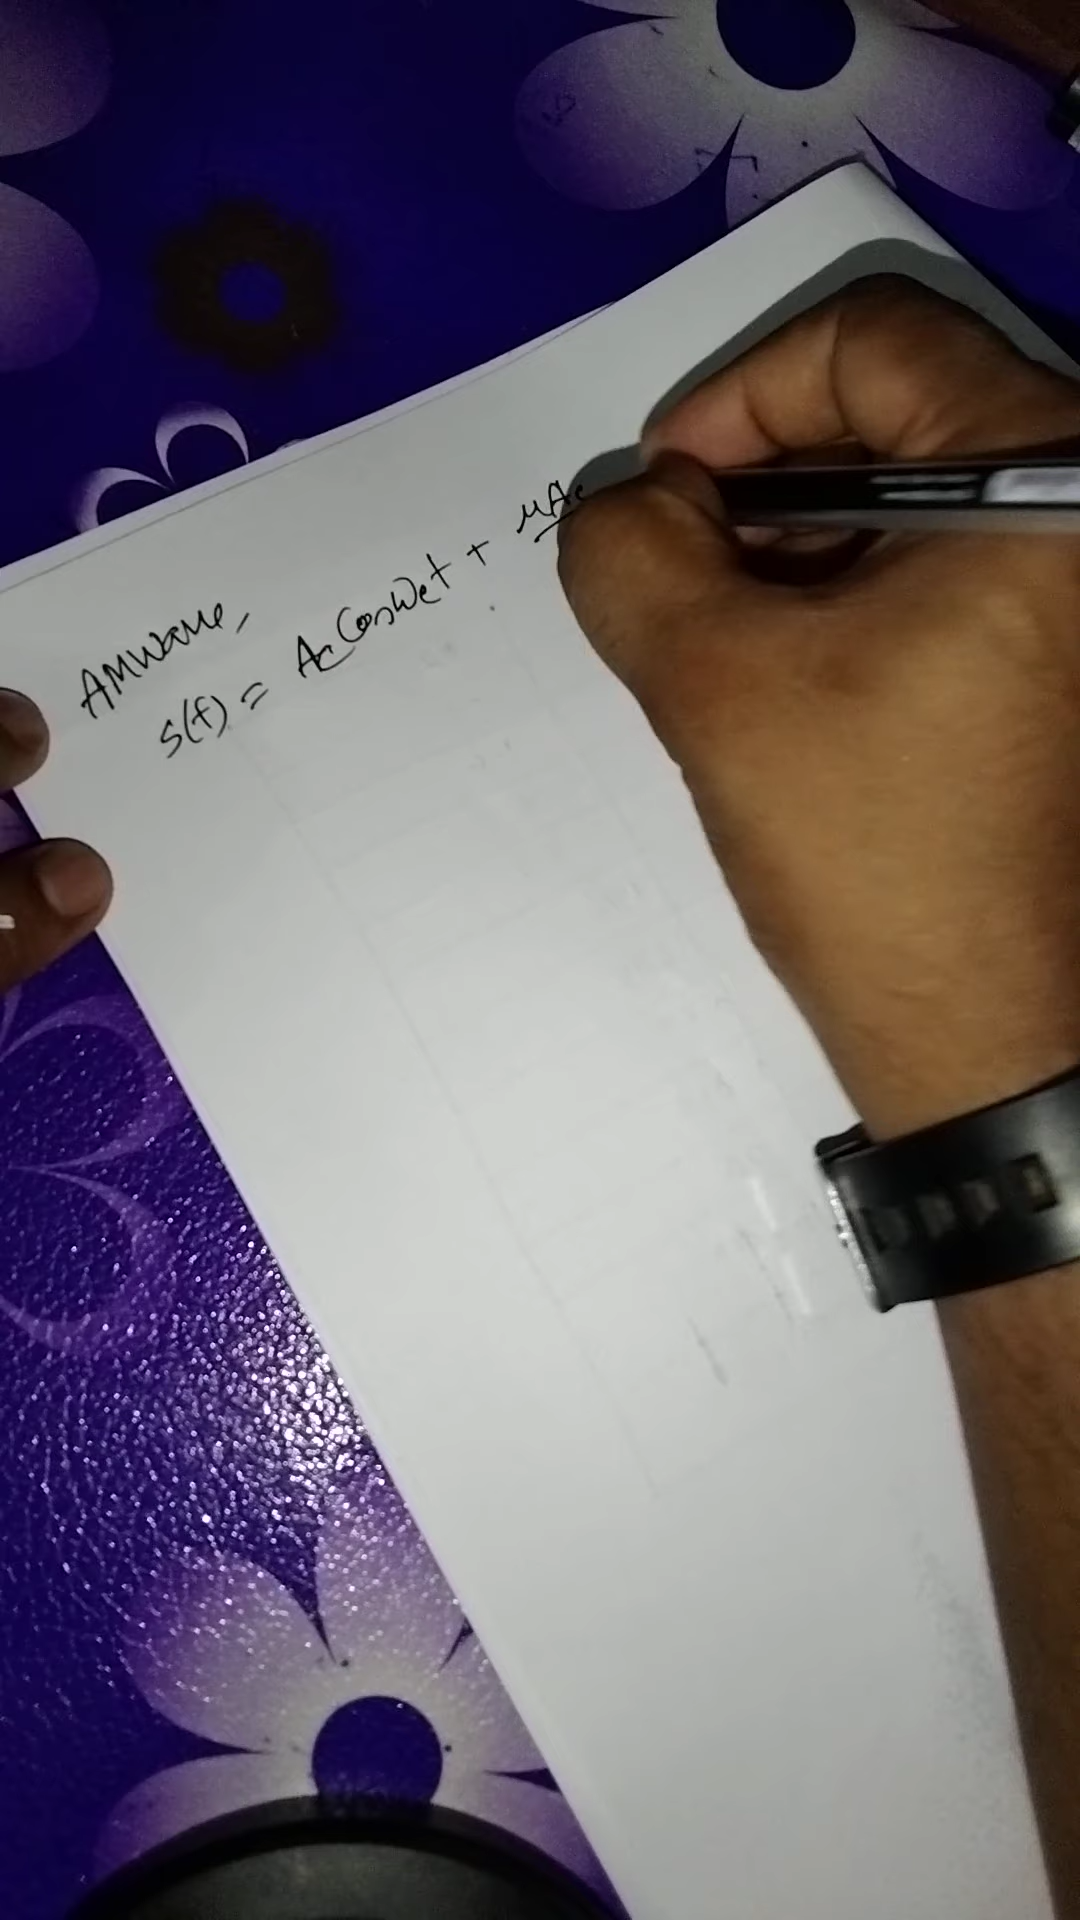 AMWave,
S(f) = Ac Cos Wct + μAc